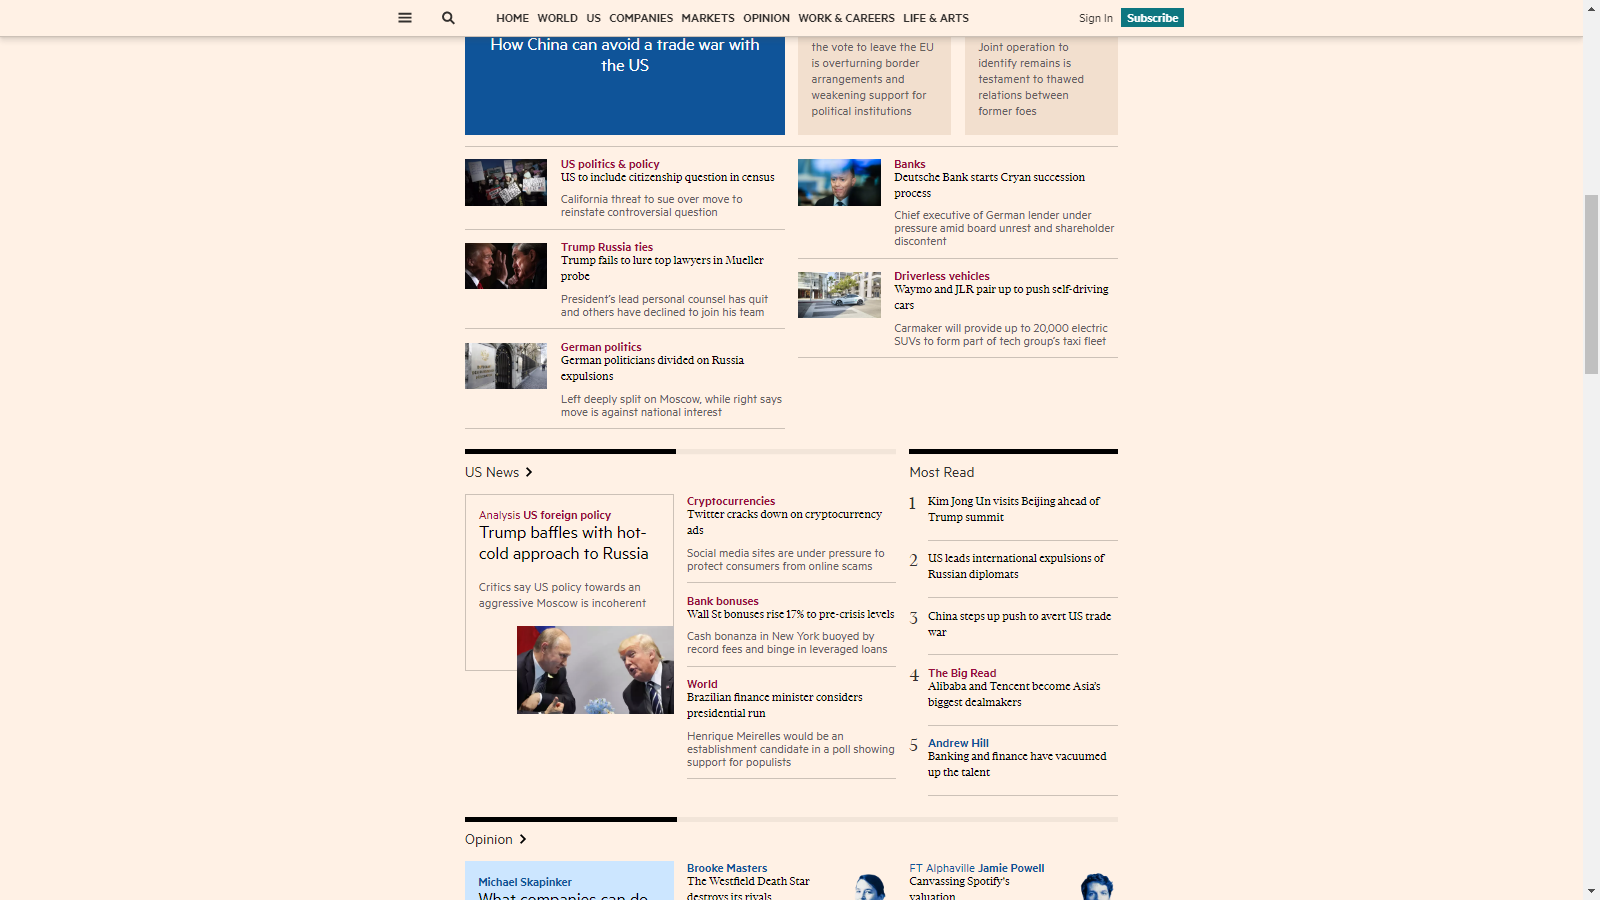 HOME WORLD US COMPANIES MARKETS OPINION WORK & CAREERS LIFE & ARTS
Sign In Subscribe
How China can avoid a trade war with
the US
the vote to leave the EU
is overturning border
arrangements and
weakening support for
political institutions
Joint operation to
identify remains is
testament to thawed
relations between
former foes
US politics & policy
US to include citizenship question in census
California threat to sue over move to
reinstate controversial question
Trump Russia ties
Trump fails to lure top lawyers in Mueller
probe
President's lead personal counsel has quit
and others have declined to join his team
German politics
German politicians divided on Russia
expulsions
Left deeply split on Moscow, while right says
move is against national interest
Banks
Deutsche Bank starts Cryan succession
process
Chief executive of German lender under
pressure amid board unrest and shareholder
discontent
Driverless vehicles
Waymo and JLR pair up to push self-driving
cars
Carmaker will provide up to 20,000 electric
SUVs to form part of tech group's taxi fleet
US News
Analysis US foreign policy
Trump baffles with hot-
cold approach to Russia
Critics say US policy towards an
aggressive Moscow is incoherent
Cryptocurrencies
Twitter cracks down on cryptocurrency
ads
Social media sites are under pressure to
protect consumers from online scams
Bank bonuses
Wall St bonuses rise 17% to pre-crisis levels
Cash bonanza in New York buoyed by
record fees and binge in leveraged loans
World
Brazilian finance minister considers
presidential run
Henrique Meirelles would be an
establishment candidate in a poll showing
support for populists
Most Read
1 Kim Jong Un visits Beijing ahead of
Trump summit
2 US leads international expulsions of
Russian diplomats
3 China steps up push to avert US trade
war
4 The Big Read
Alibaba and Tencent become Asia's
biggest dealmakers
5 Andrew Hill
Banking and finance have vacuumed
up the talent
Opinion
Michael Skapinker
What companies can do
Brooke Masters
The Westfield Death Star
destroys its rivals
FT Alphaville Jamie Powell
Canvassing Spotify's
valuation